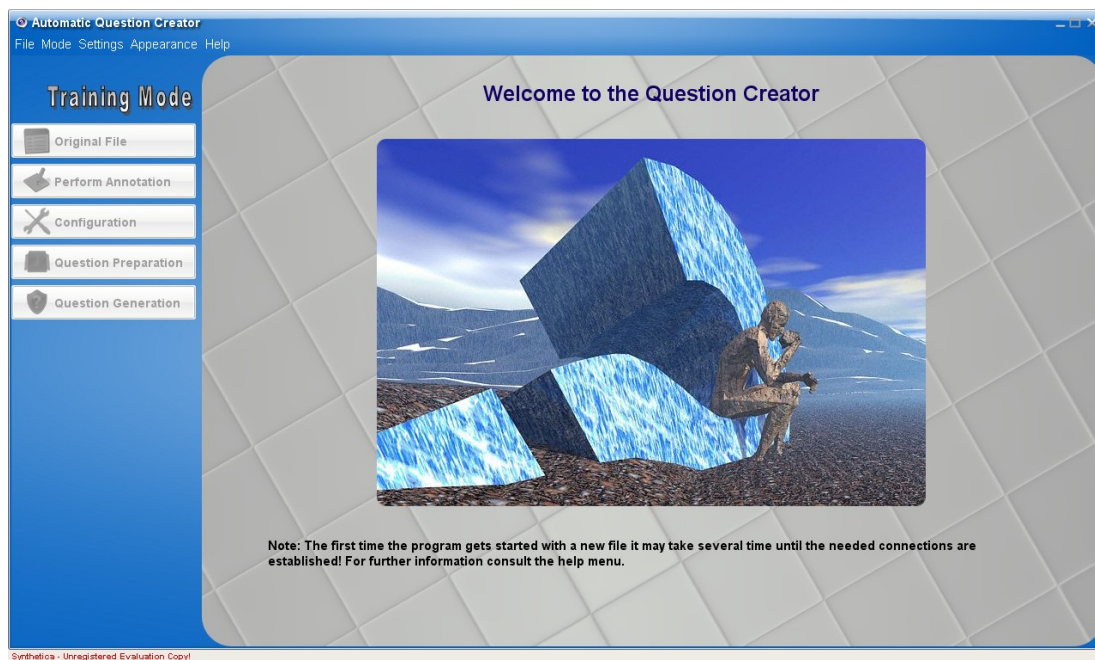 Automatic Question Creator
File Mode Settings Appearance Help
Training Mode
Original File
Perform Annotation
Configuration
Question Preparation
Question Generation
Welcome to the Question Creator
Note: The first time the program gets started with a new file it may take several time until the needed connections are
established! For further information consult the help menu.
Synthetica - Unregistered Evaluation Copy!